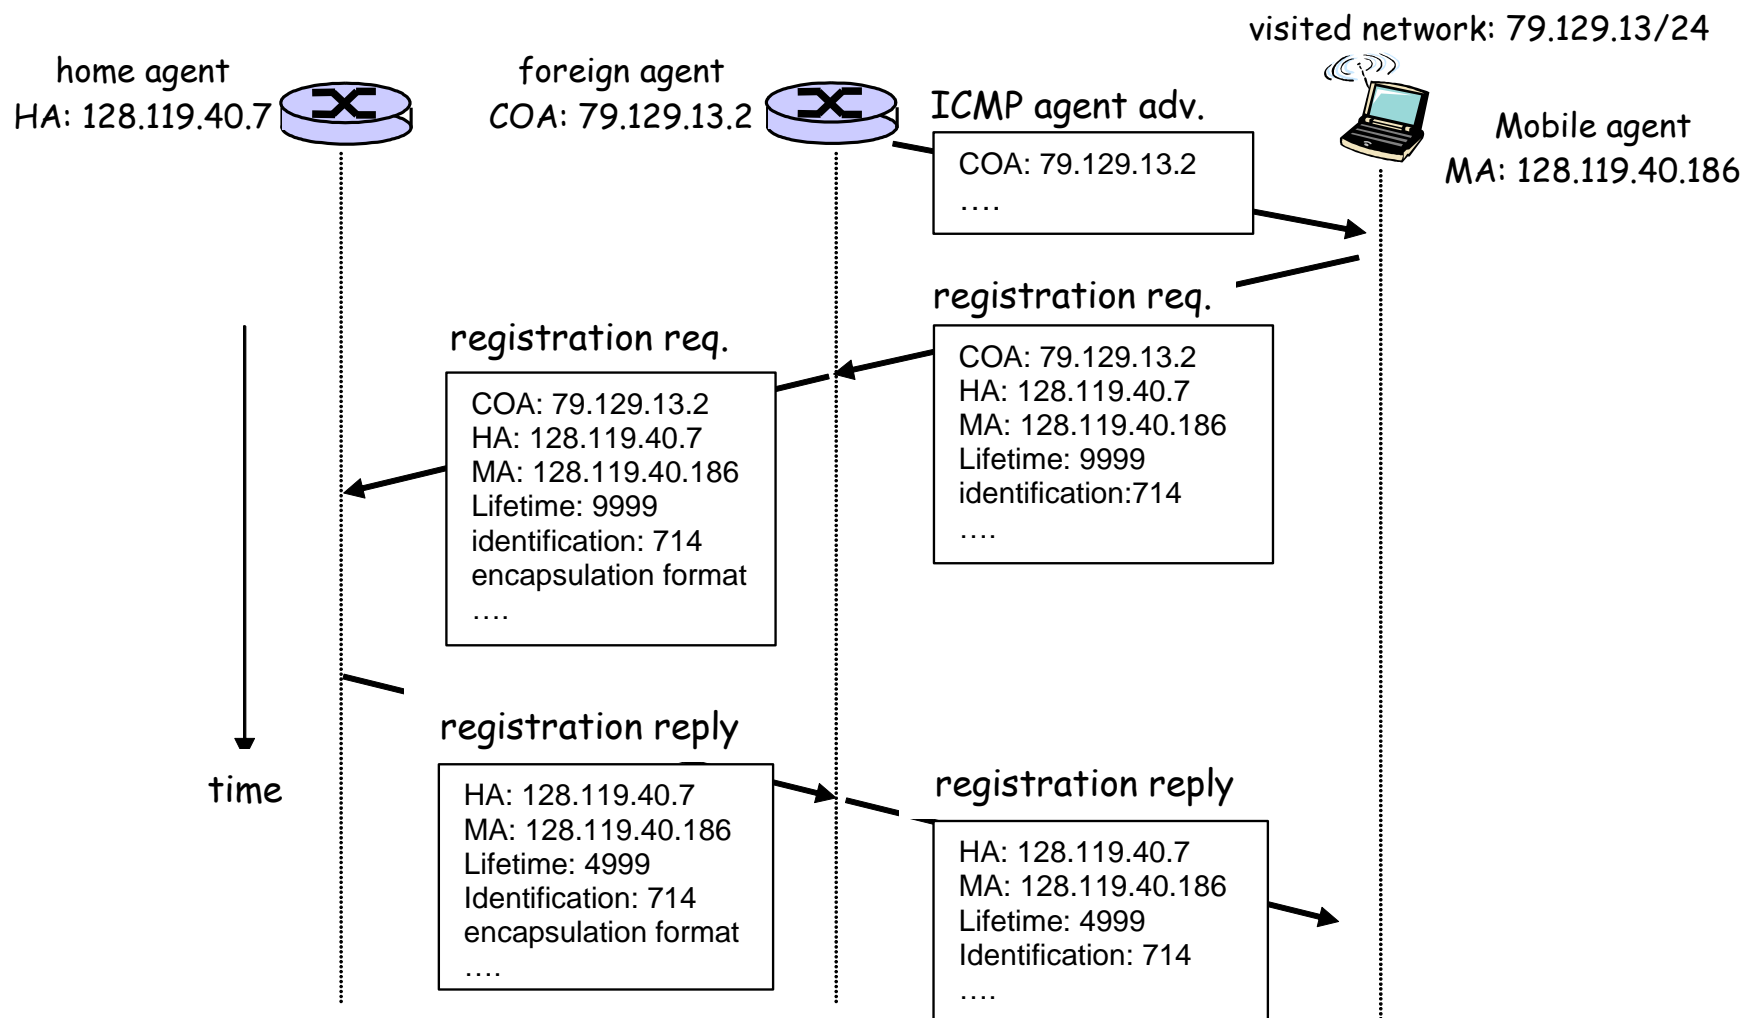 visited network: 79.129.13/24
home agent
HA: 128.119.40.7
foreign agent
COA: 79.129.13.2
Mobile agent
MA: 128.119.40.186
ICMP agent adv.
COA: 79.129.13.2
….
registration req.
COA: 79.129.13.2
HA: 128.119.40.7
MA: 128.119.40.186
Lifetime: 9999
identification:714
….
registration req.
COA: 79.129.13.2
HA: 128.119.40.7
MA: 128.119.40.186
Lifetime: 9999
identification: 714
encapsulation format
….
time
registration reply
HA: 128.119.40.7
MA: 128.119.40.186
Lifetime: 4999
Identification: 714
encapsulation format
….
registration reply
HA: 128.119.40.7
MA: 128.119.40.186
Lifetime: 4999
Identification: 714
….